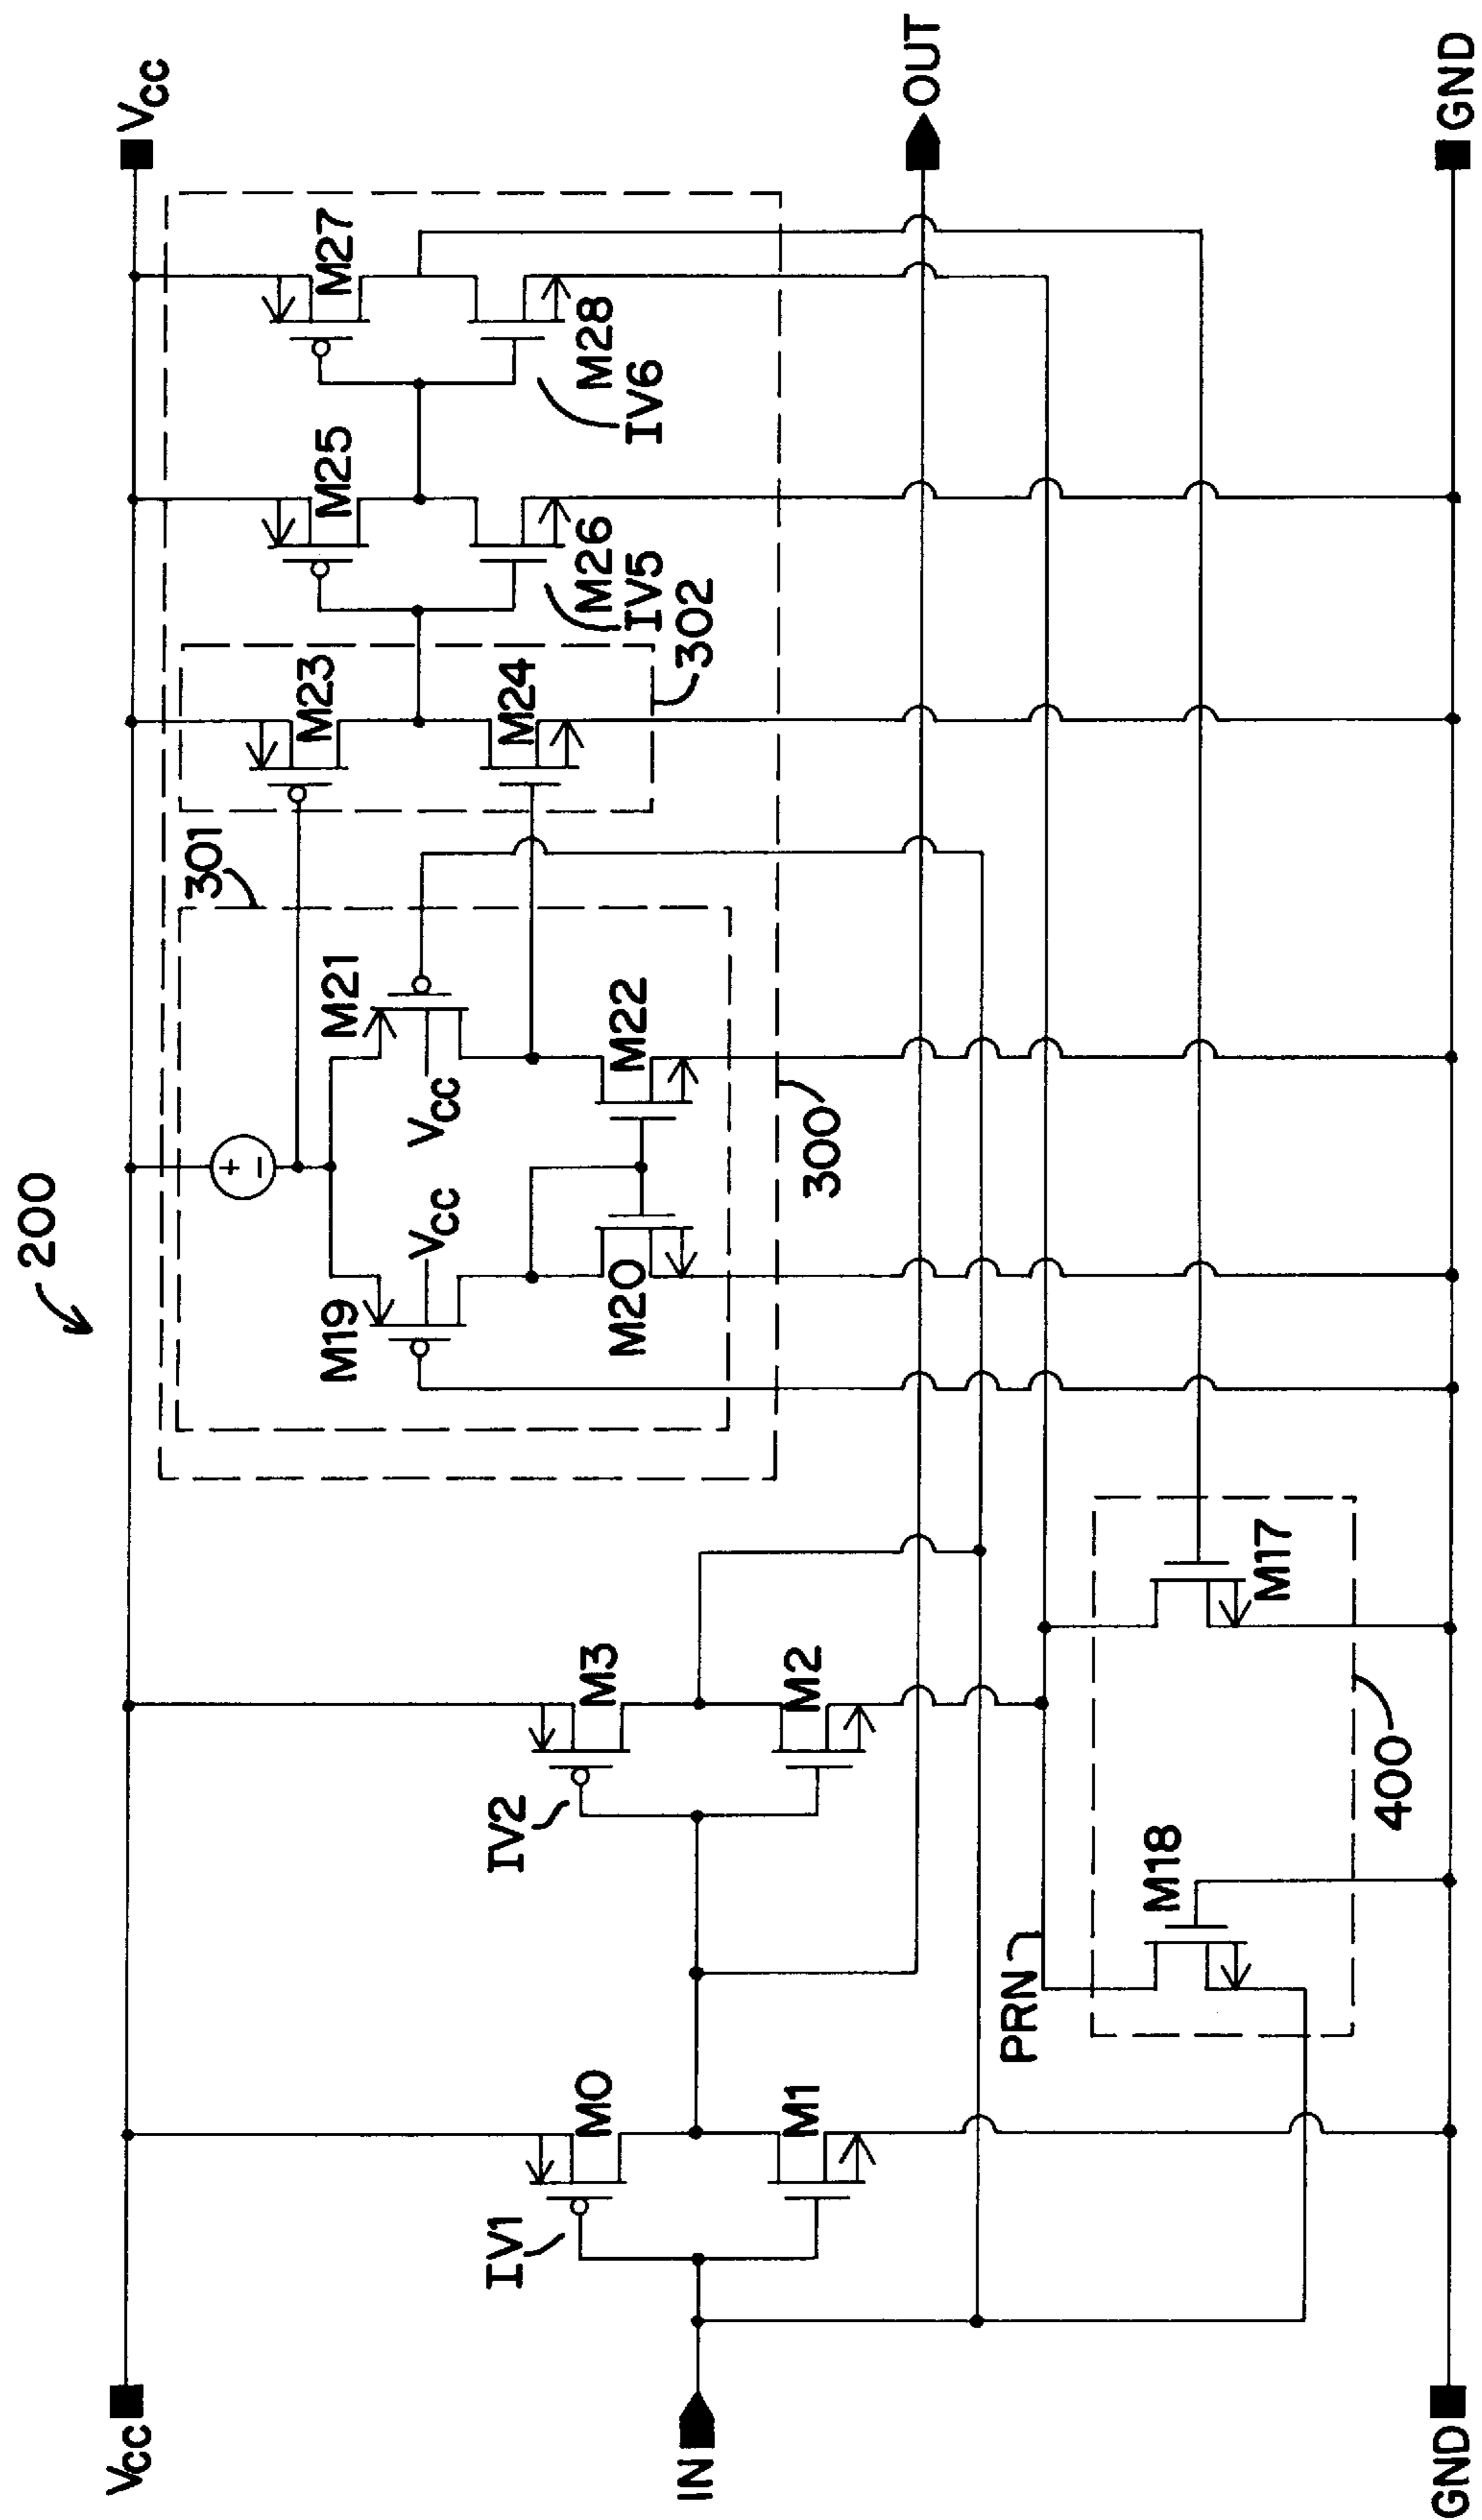 200
Vcc
Vcc
301
M21
M19
Vcc
Vcc
M22
M20
M23
M24
302
M25
M26
IV5
M27
M28
IV6
300
IV1
M0
M1
IV2
M3
M2
IN
OUT
PRN
M18
M17
400
GND
GND